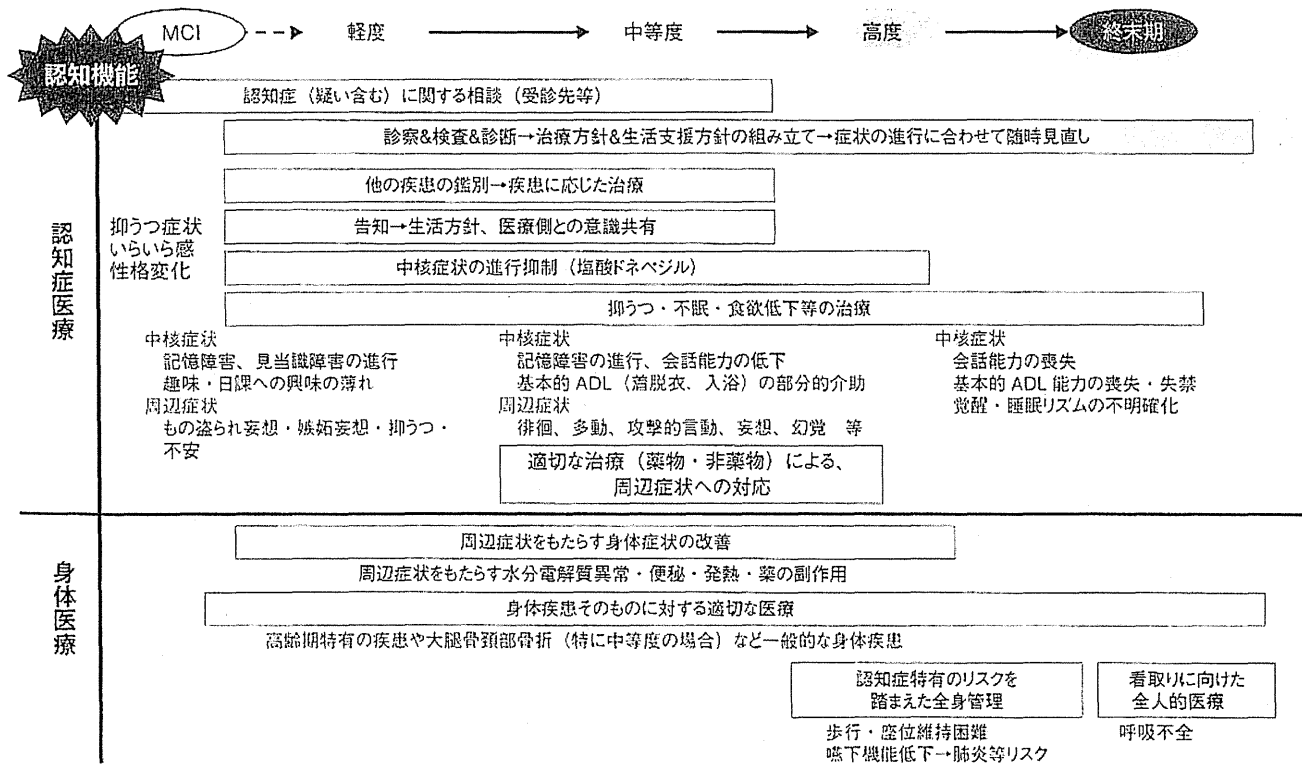 MCI
軽度
中等度
高度
終末期
認知機能
認知症（疑い含む）に関する相談（受診先等）
診察&検査&診断→治療方針&生活支援方針の組み立て→症状の進行に合わせて随時見直し
他の疾患の鑑別→疾患に応じた治療
告知→生活方針、医療側との意識共有
中核症状の進行抑制（塩酸ドネペジル）
抑うつ・不眠・食欲低下等の治療
認知症医療
抑うつ症状
いらいら感
性格変化
中核症状
記憶障害、見当識障害の進行
趣味・日課への興味の薄れ
周辺症状
もの盗られ妄想・嫉妬妄想・抑うつ・
不安
中核症状
記憶障害の進行、会話能力の低下
基本的 ADL（着脱衣、入浴）の部分的介助
周辺症状
徘徊、多動、攻撃的言動、妄想、幻覚　等
適切な治療（薬物・非薬物）による、
周辺症状への対応
中核症状
会話能力の喪失
基本的 ADL 能力の喪失・失禁
覚醒・睡眠リズムの不明確化
身体医療
周辺症状をもたらす身体症状の改善
周辺症状をもたらす水分電解質異常・便秘・発熱・薬の副作用
身体疾患そのものに対する適切な医療
高齢期特有の疾患や大腿骨頸部骨折（特に中等度の場合）など一般的な身体疾患
認知症特有のリスクを
踏まえた全身管理
歩行・座位維持困難
嚥下機能低下→肺炎等リスク
看取りに向けた
全人的医療
呼吸不全